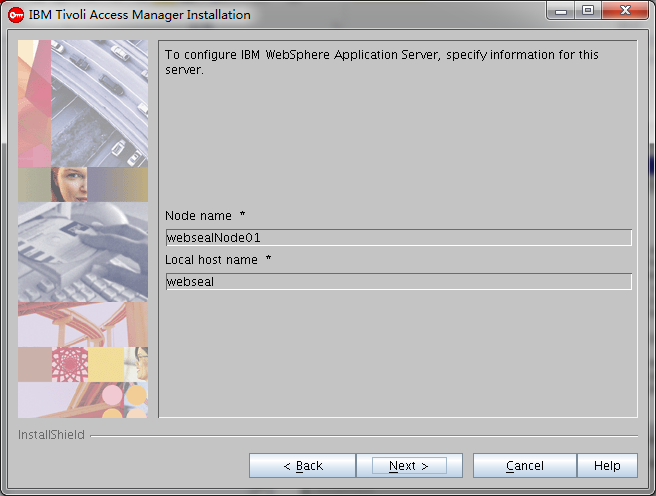 IBM Tivoli Access Manager Installation
To configure IBM WebSphere Application Server, specify information for this
server.
Node name *
websealNode01
Local host name *
webseal
InstallShield
< Back
Next >
Cancel
Help